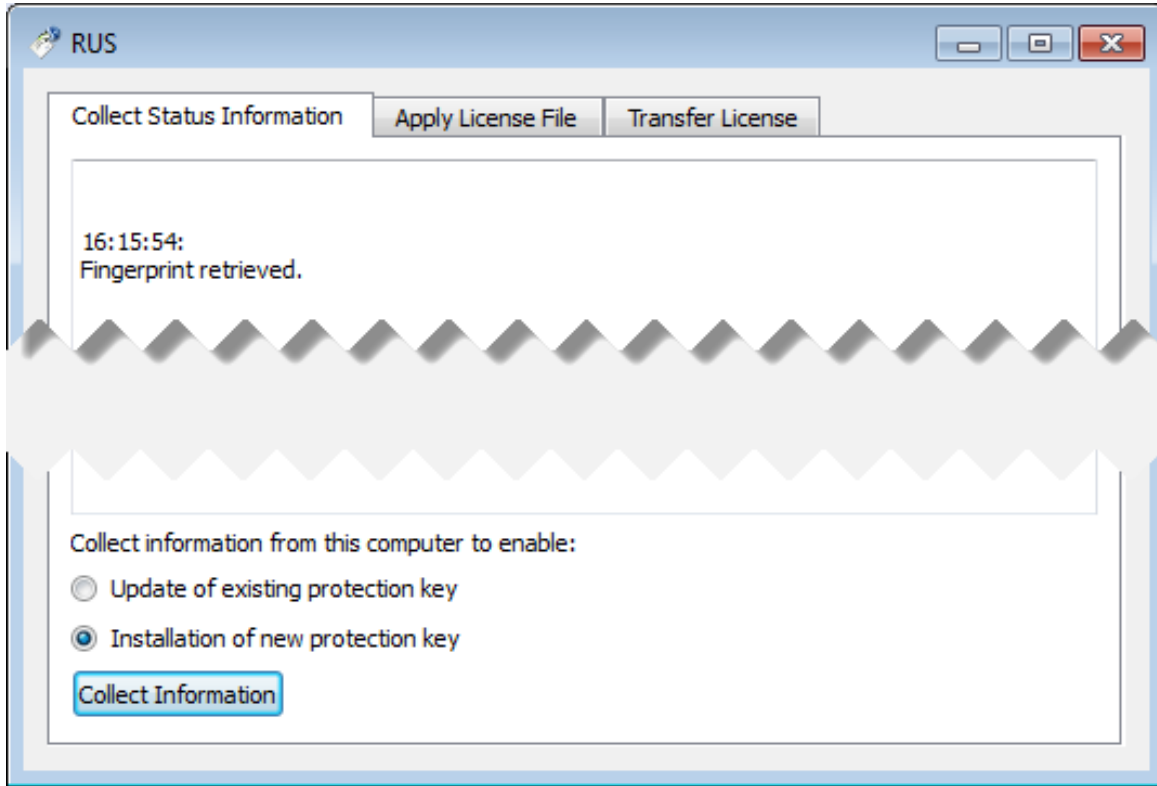 RUS
Collect Status Information Apply License File Transfer License
16:15:54:
Fingerprint retrieved.
Collect information from this computer to enable:
Update of existing protection key
Installation of new protection key
Collect Information